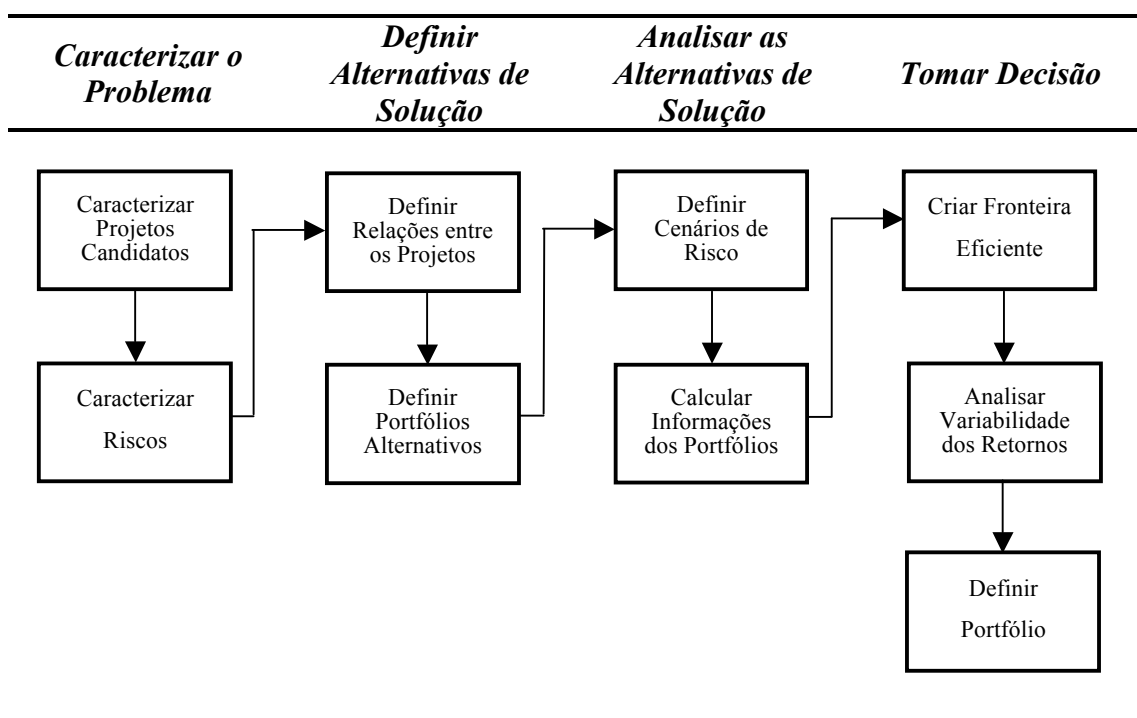 Caracterizar o
Problema
Definir
Alternativas de
Solução
Analisar as
Alternativas de
Solução
Tomar Decisão
Caracterizar
Projetos
Candidatos
Caracterizar
Riscos
Definir
Relações entre
os Projetos
Definir
Portfólios
Alternativos
Definir
Cenários de
Risco
Calcular
Informações
dos Portfólios
Criar Fronteira
Eficiente
Analisar
Variabilidade
dos Retornos
Definir
Portfólio